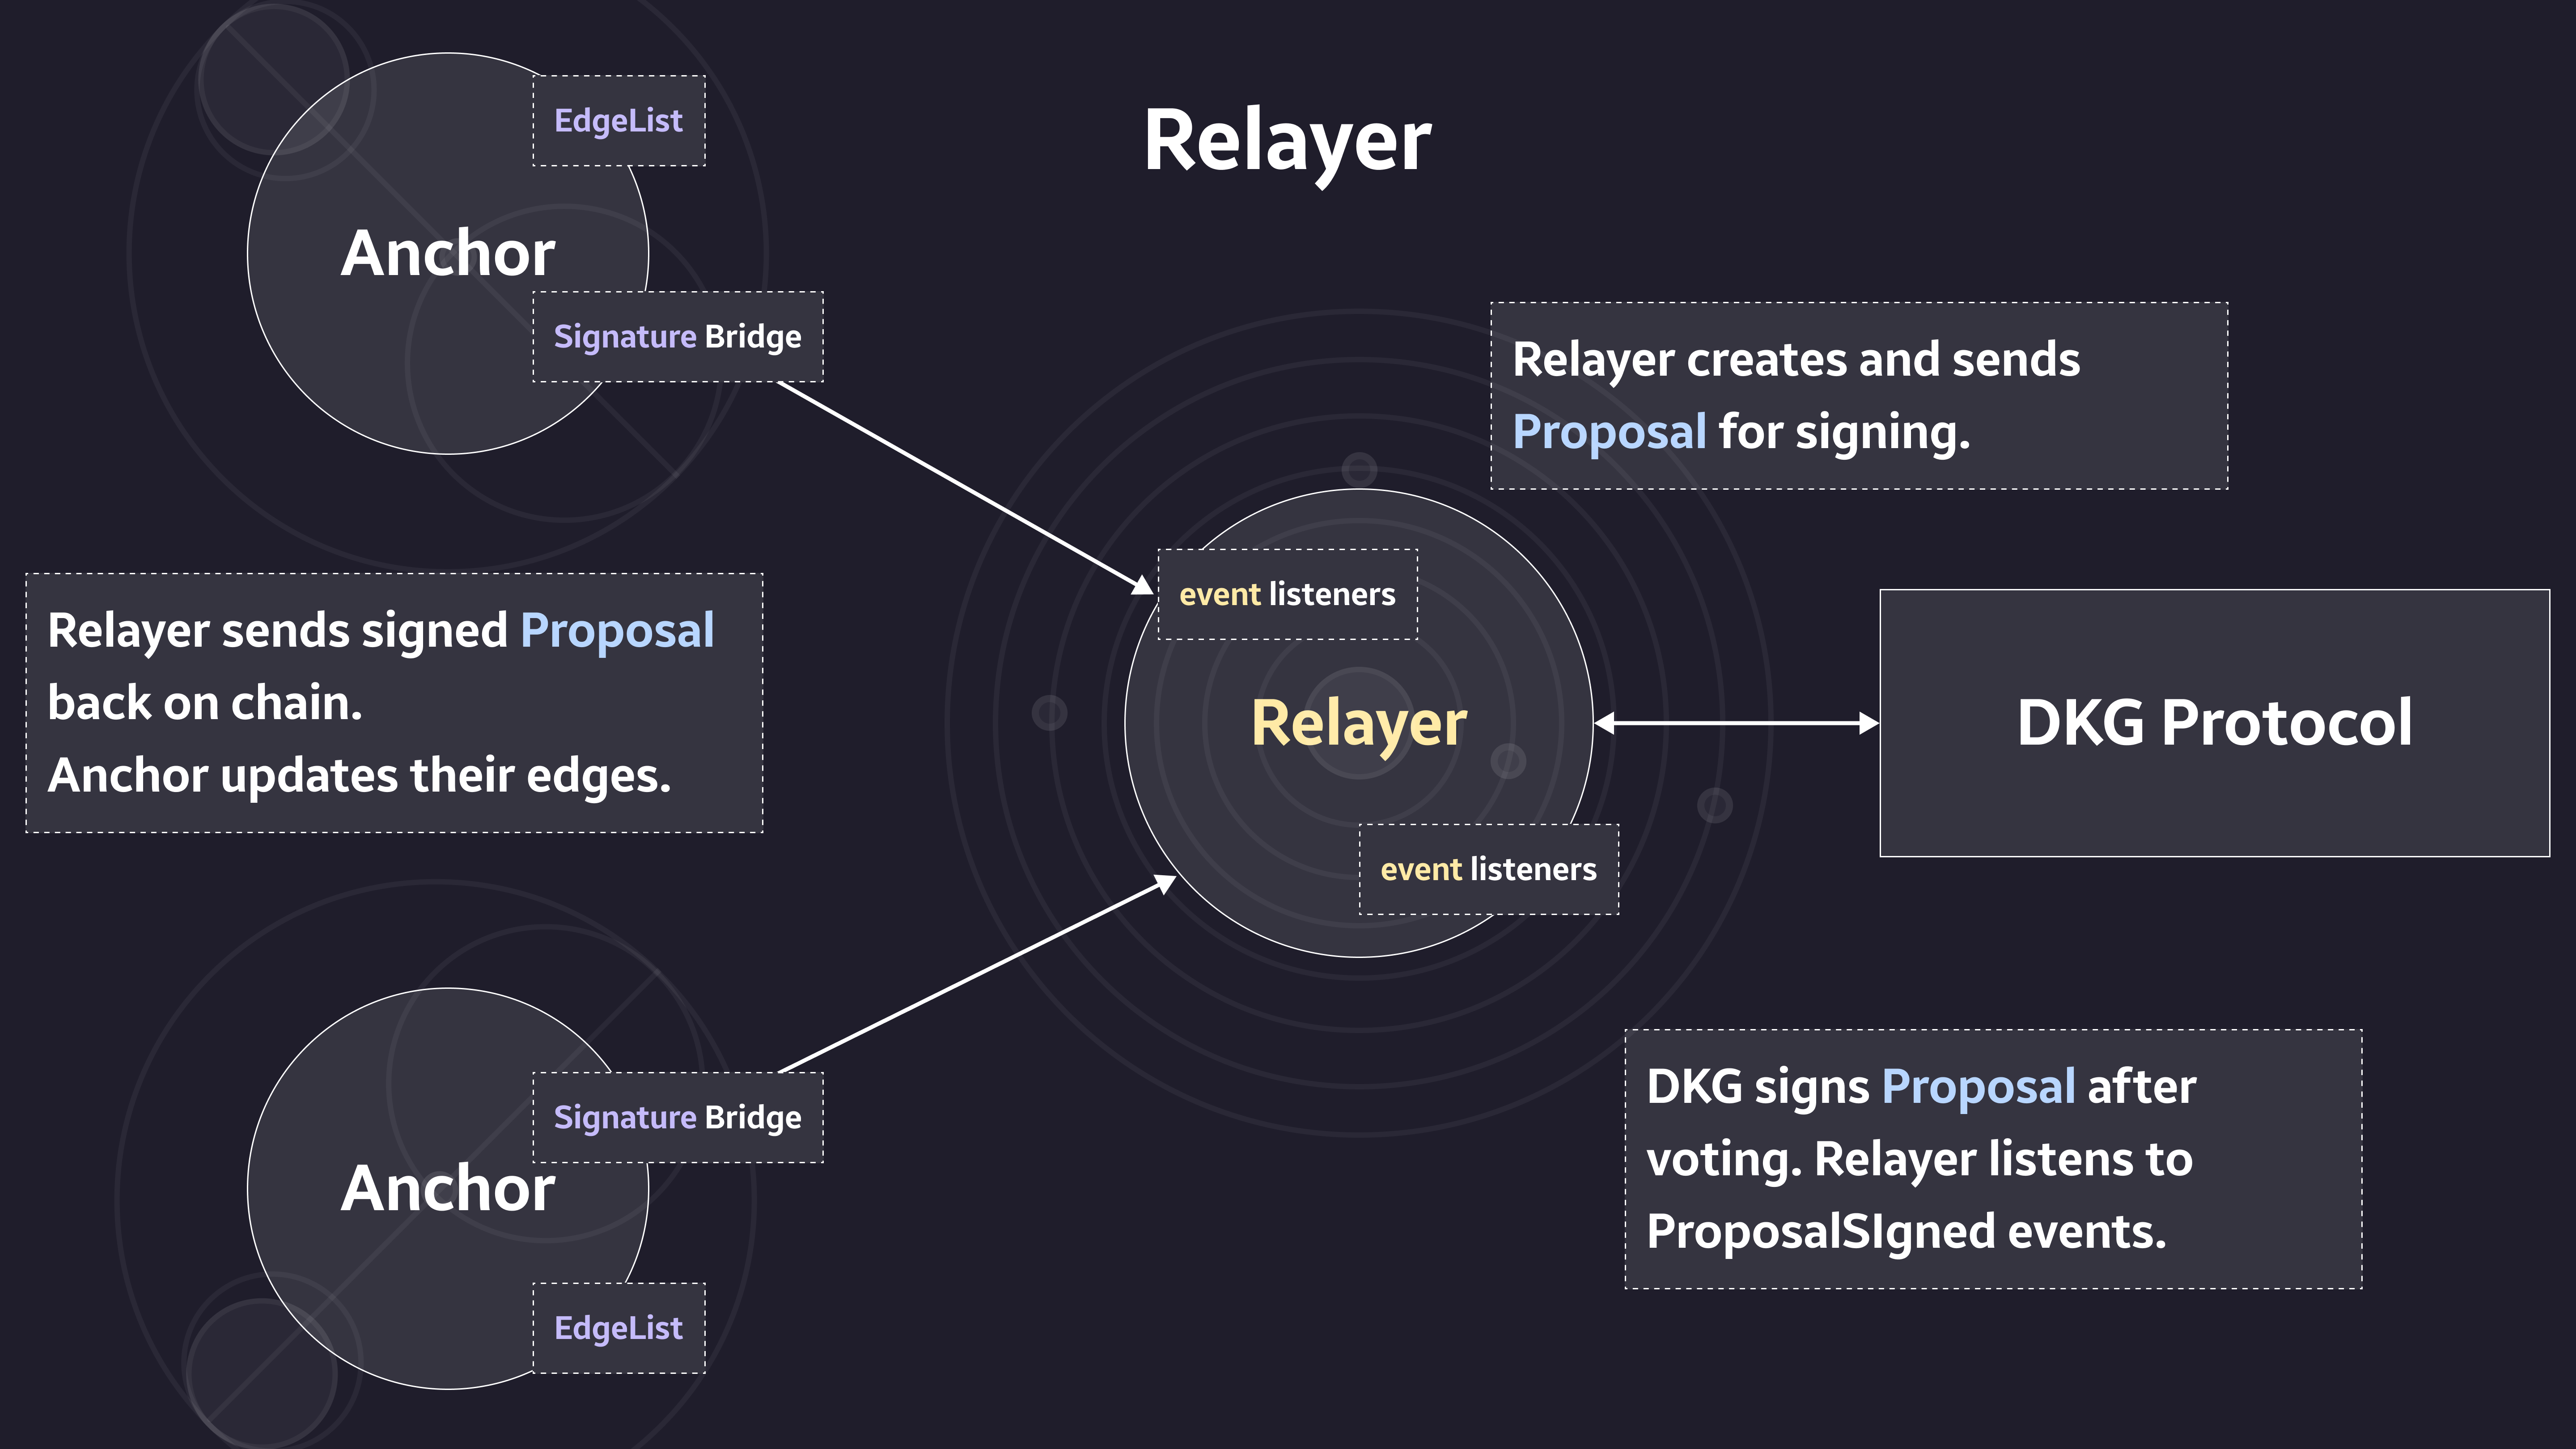 Relayer
EdgeList
Anchor
Signature Bridge
Relayer creates and sends
Proposal for signing.
event listeners
Relayer sends signed Proposal
back on chain.
Anchor updates their edges.
Relayer
DKG Protocol
event listeners
Signature Bridge
Anchor
EdgeList
DKG signs Proposal after
voting. Relayer listens to
ProposalSIgned events.